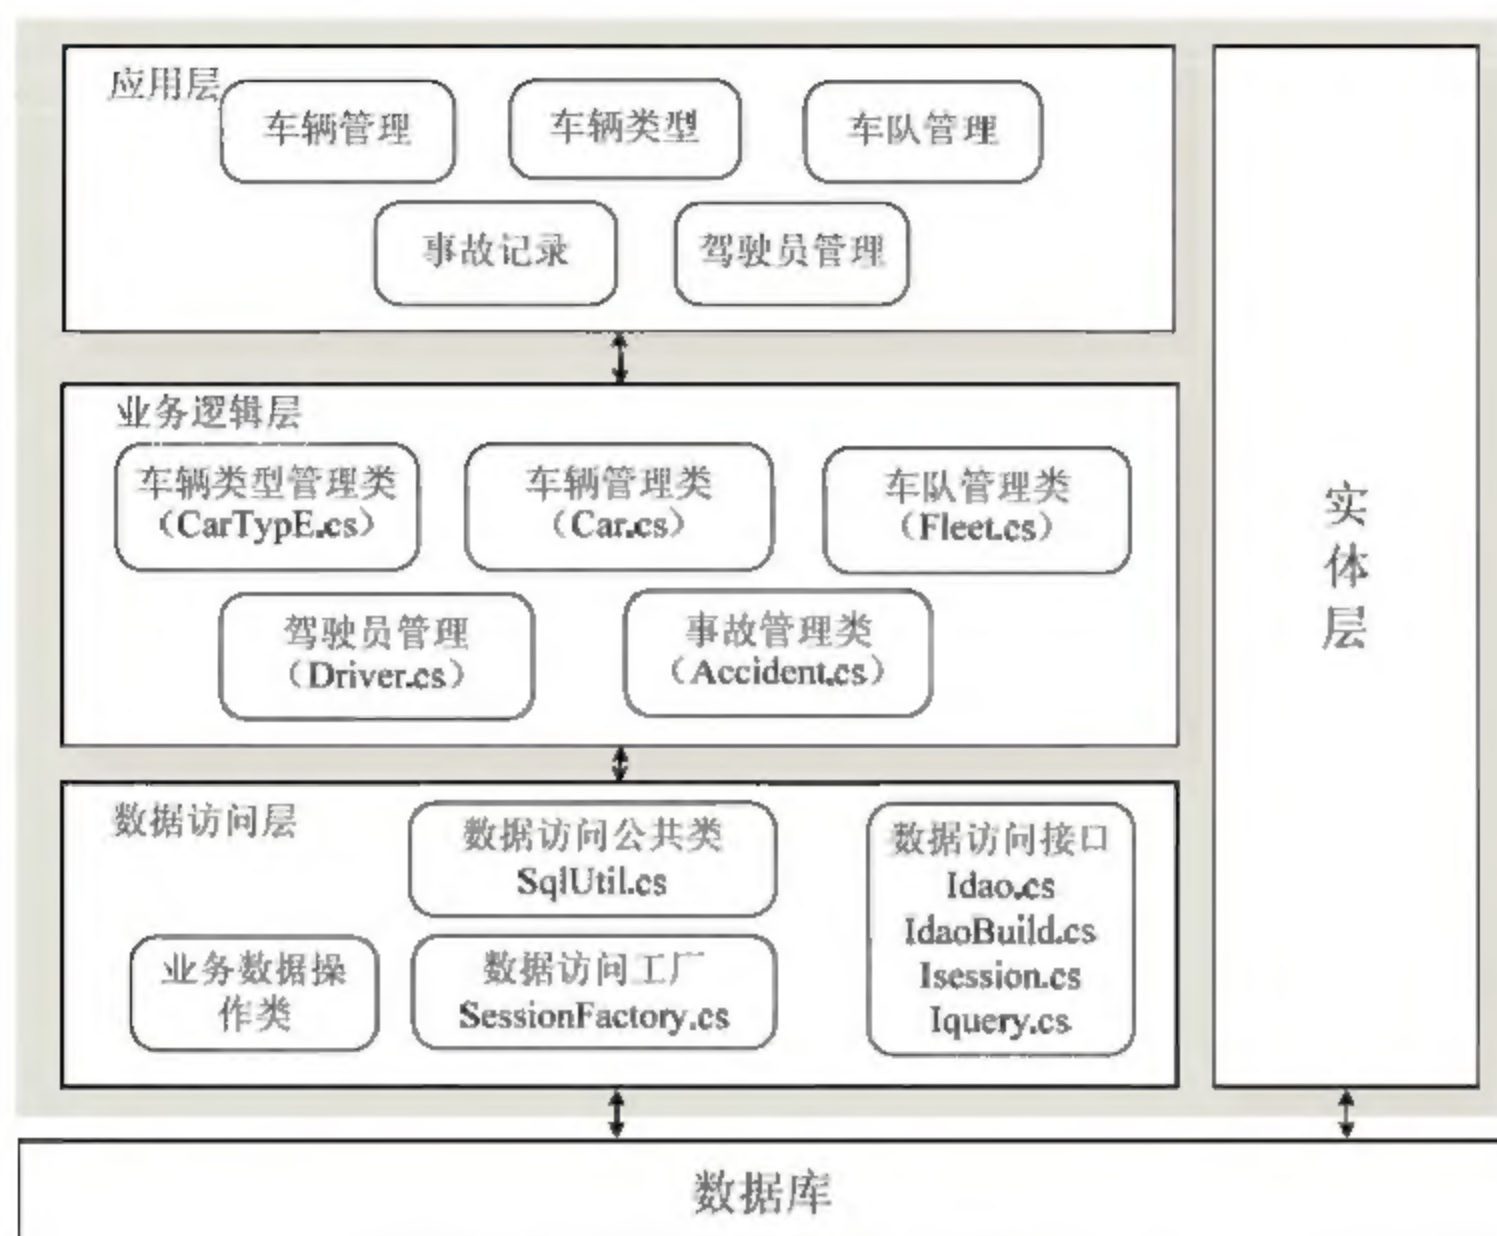 应用层
车辆管理
车辆类型
车队管理
事故记录
驾驶员管理
业务逻辑层
车辆类型管理类
（CarTypE.cs）
车辆管理类
（Car.cs）
车队管理类
（Fleet.cs）
驾驶员管理
（Driver.cs）
事故管理类
（Accident.cs）
数据访问层
数据访问公共类
SqlUtil.cs
业务数据操
作类
数据访问工厂
SessionFactory.cs
数据访问接口
Idao.cs
IdaoBuild.cs
Isession.cs
Iquery.cs
实
体
层
数据库